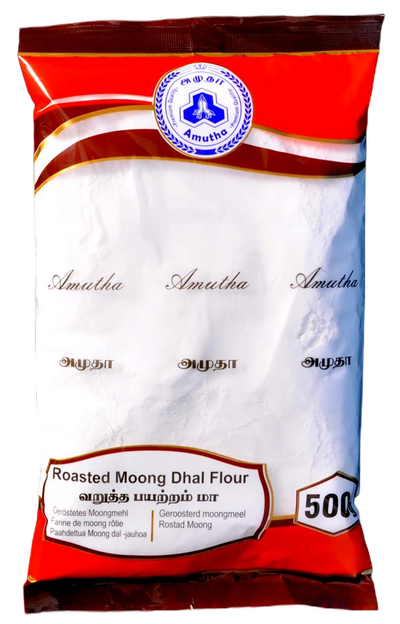 அமுதா
Amutha
Amutha Amutha Amutha
அமுதா அமுதா அமுதா
Roasted Moong Dhal Flour
வறுத்த பயற்றம் மா
Geröstetes Moongmehl
Farine de moong rôtie
Paahdettua Moong dal -jauhoa
Geroosterd moongmeel
Rostad Moong
500